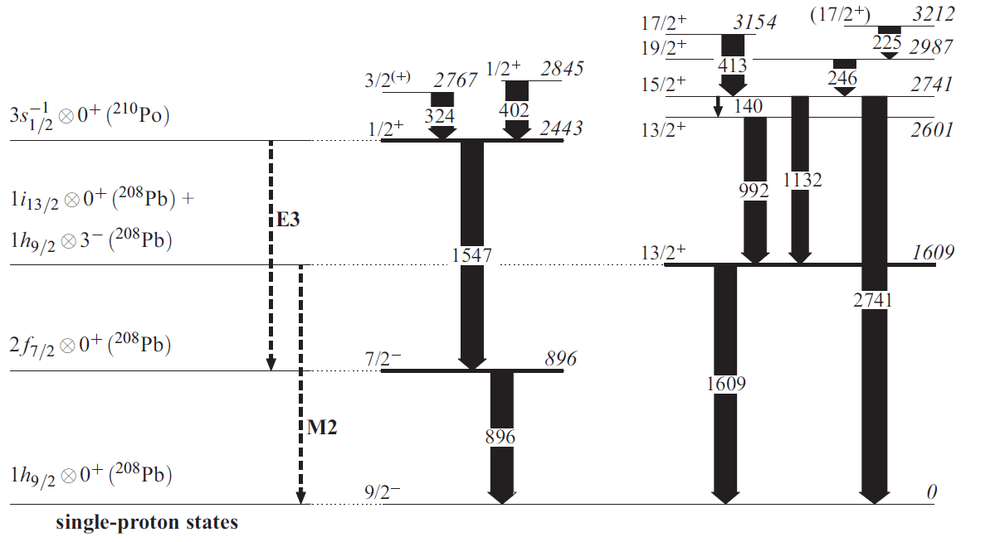 17/2⁺ 3154
(17/2⁺) 3212
19/2⁺ 2987
225
413
246
3/2⁽⁺⁾ 2767
1/2⁺ 2845
15/2⁺ 2741
324
402
140
3s₁/₂⁻¹ ⊗ 0⁺ (²¹⁰Po)
1/2⁺ 2443
13/2⁺ 2601
1i₁₃/₂ ⊗ 0⁺ (²⁰⁸Pb) +
992
1132
E3
1h₉/₂ ⊗ 3⁻ (²⁰⁸Pb)
1547
13/2⁺ 1609
2741
2f₇/₂ ⊗ 0⁺ (²⁰⁸Pb)
7/2⁻ 896
1609
M2
896
1h₉/₂ ⊗ 0⁺ (²⁰⁸Pb)
9/2⁻ 0
single-proton states